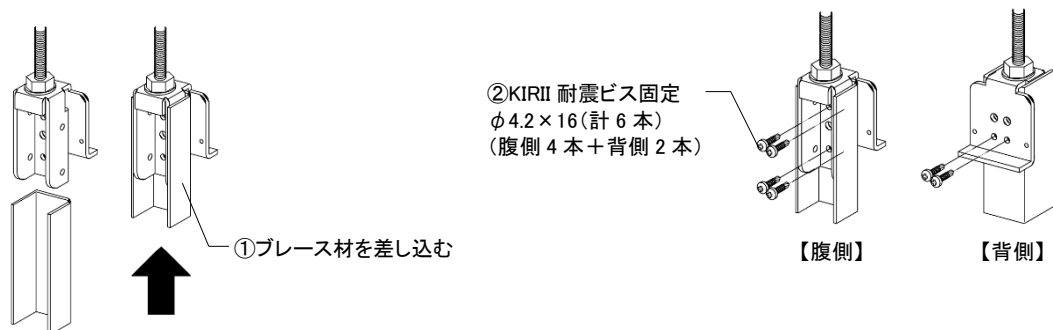 ②KIRII 耐震ビス固定
φ4.2×16(計 6 本)
(腹側 4 本+背側 2 本)
①ブレース材を差し込む
【腹側】
【背側】